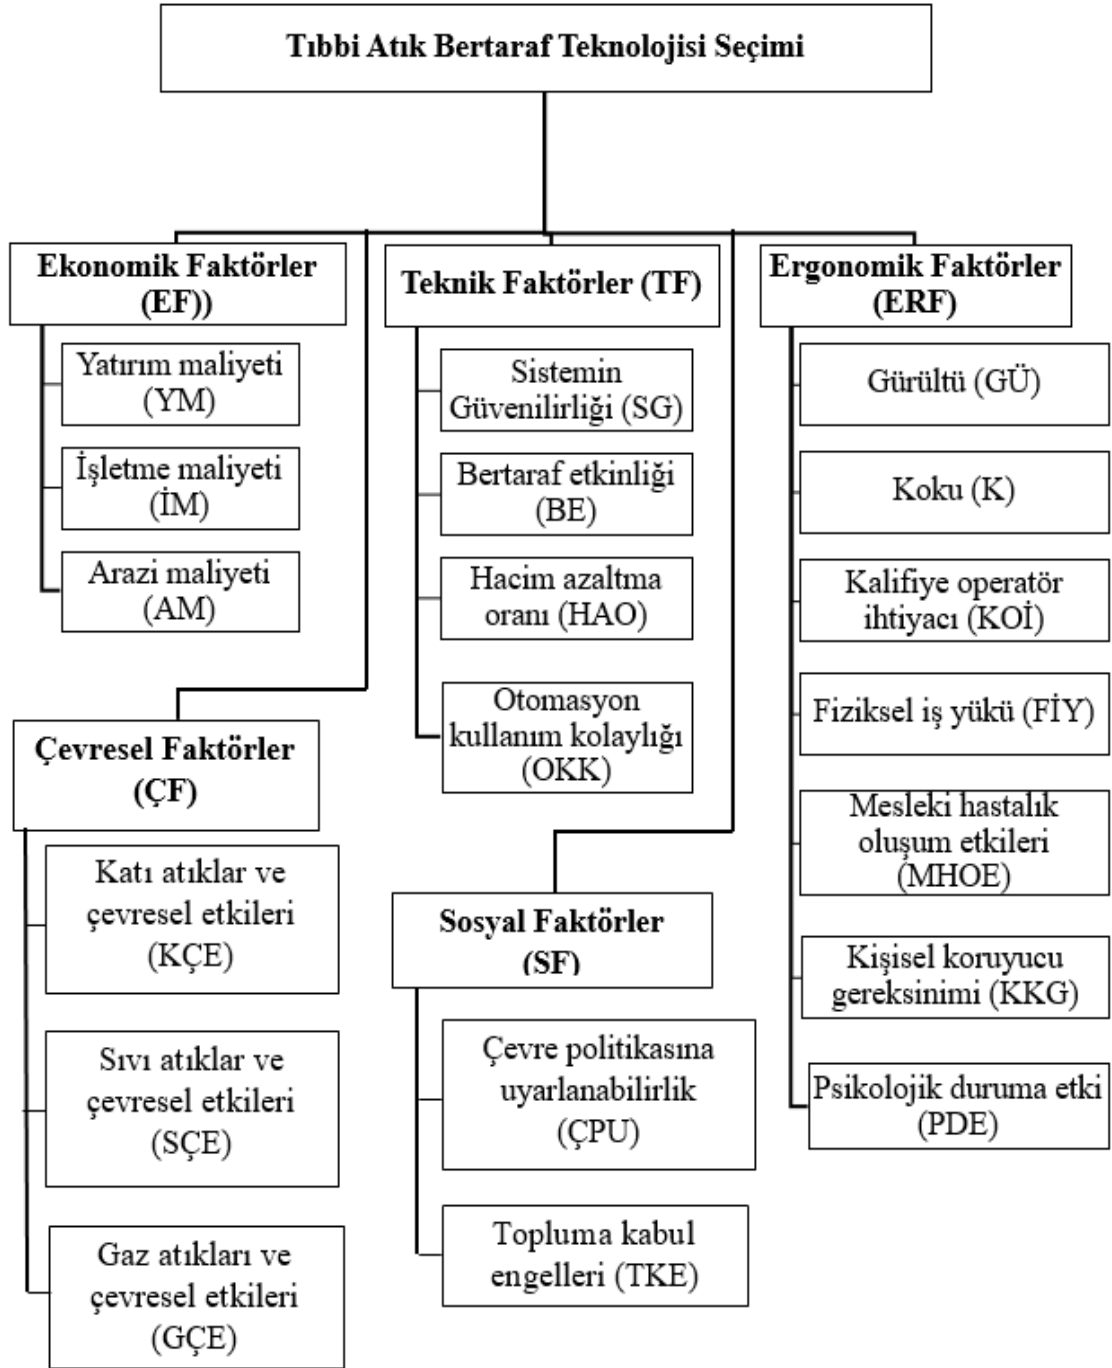 Tıbbi Atık Bertaraf Teknolojisi Seçimi
Ekonomik Faktörler
(EF))
Yatırım maliyeti
(YM)
İşletme maliyeti
(İM)
Arazi maliyeti
(AM)
Çevresel Faktörler
(ÇF)
Katı atıklar ve
çevresel etkileri
(KÇE)
Sıvı atıklar ve
çevresel etkileri
(SÇE)
Gaz atıkları ve
çevresel etkileri
(GÇE)
Teknik Faktörler (TF)
Sistemin
Güvenilirliği (SG)
Bertaraf etkinliği
(BE)
Hacim azaltma
oranı (HAO)
Otomasyon
kullanım kolaylığı
(OKK)
Sosyal Faktörler
(SF)
Çevre politikasına
uyarlanabilirlik
(ÇPU)
Topluma kabul
engelleri (TKE)
Ergonomik Faktörler
(ERF)
Gürültü (GÜ)
Koku (K)
Kalifiye operatör
ihtiyacı (KOİ)
Fiziksel iş yükü (FİY)
Mesleki hastalık
oluşum etkileri
(MHOE)
Kişisel koruyucu
gereksinimi (KKG)
Psikolojik duruma etki
(PDE)